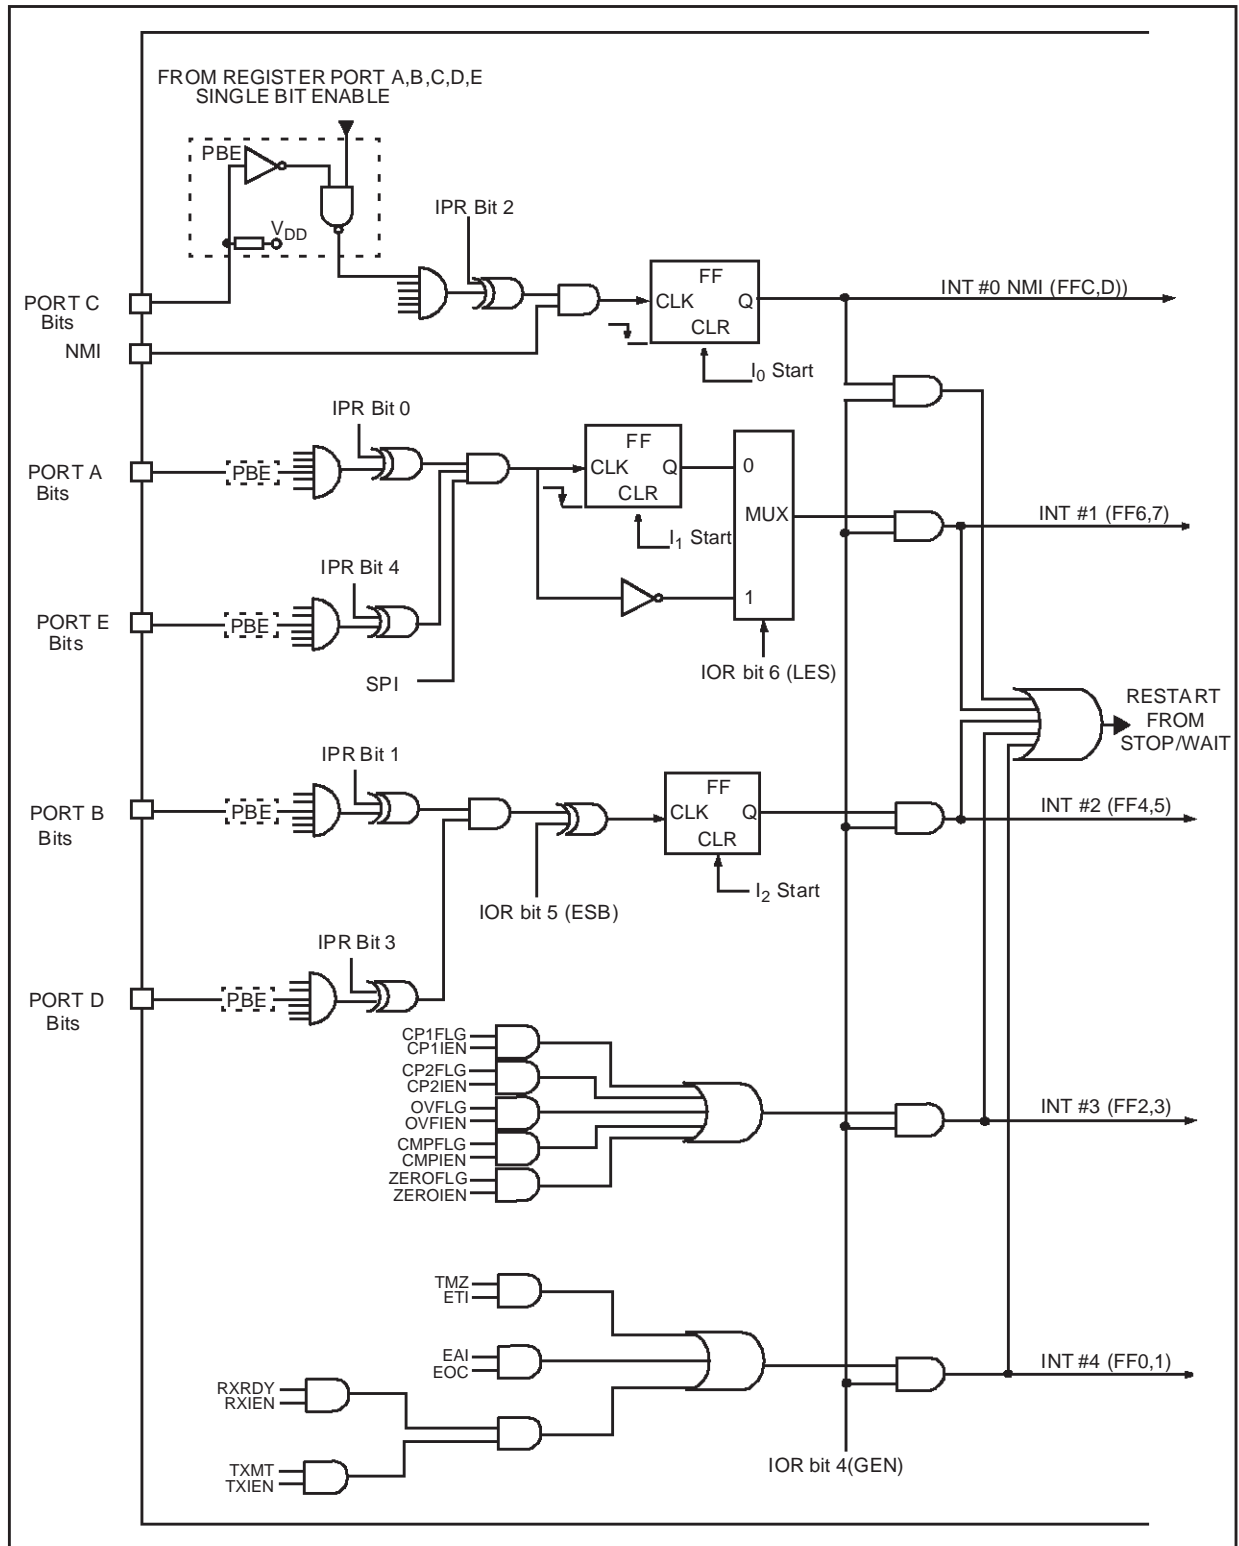 FROM REGISTER PORT A,B,C,D,E
SINGLE BIT ENABLE
PBE
VDD
IPR Bit 2
PORT C
Bits
NMI
FF
CLK
Q
CLR
I0 Start
INT #0 NMI (FFC,D))
IPR Bit 0
PORT A
Bits
PBE
FF
CLK
Q
CLR
I1 Start
0
MUX
1
INT #1 (FF6,7)
IPR Bit 4
PORT E
Bits
PBE
SPI
IOR bit 6 (LES)
RESTART
FROM
STOP/WAIT
IPR Bit 1
PORT B
Bits
PBE
IOR bit 5 (ESB)
FF
CLK
Q
CLR
I2 Start
INT #2 (FF4,5)
IPR Bit 3
PORT D
Bits
PBE
CP1FLG
CP1IEN
CP2FLG
CP2IEN
OVFLG
OVFIEN
CMPFLG
CMPIEN
ZEROFLG
ZEROIEN
INT #3 (FF2,3)
TMZ
ETI
EAI
EOC
RXRDY
RXIEN
TXMT
TXIEN
INT #4 (FF0,1)
IOR bit 4(GEN)